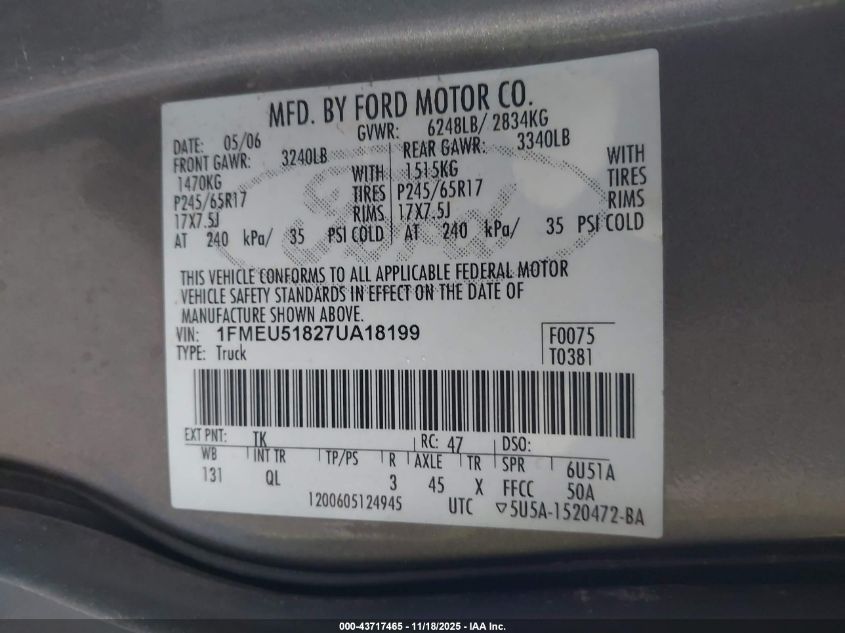 MFD. BY FORD MOTOR CO.
DATE: 05/06 GVWR: 6248LB/ 2834KG
FRONT GAWR: 3240LB REAR GAWR: 3340LB
1470KG WITH 1515KG WITH
P245/65R17 TIRES P245/65R17 TIRES
17X7.5J RIMS 17X7.5J RIMS
AT 240 kPa/ 35 PSI COLD AT 240 kPa/ 35 PSI COLD
Ford
THIS VEHICLE CONFORMS TO ALL APPLICABLE FEDERAL MOTOR
VEHICLE SAFETY STANDARDS IN EFFECT ON THE DATE OF
MANUFACTURE SHOWN ABOVE.
VIN: 1FMEU51827UA18199 F0075
TYPE: Truck T0381
EXT PNT: TK RC: 47 DSO:
WB INT TR TP/PS R AXLE TR SPR 6U51A
131 QL 3 45 X FFCC 50A
1200605124945 UTC ▽5U5A-1520472-BA
000-43717465 - 11/18/2025 - IAA Inc.